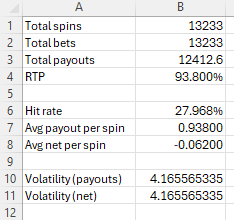 A B
1 Total spins 13233
2 Total bets 13233
3 Total payouts 12412.6
4 RTP 93.800%
5
6 Hit rate 27.968%
7 Avg payout per spin 0.93800
8 Avg net per spin -0.06200
9
10 Volatility (payouts) 4.165565335
11 Volatility (net) 4.165565335
12